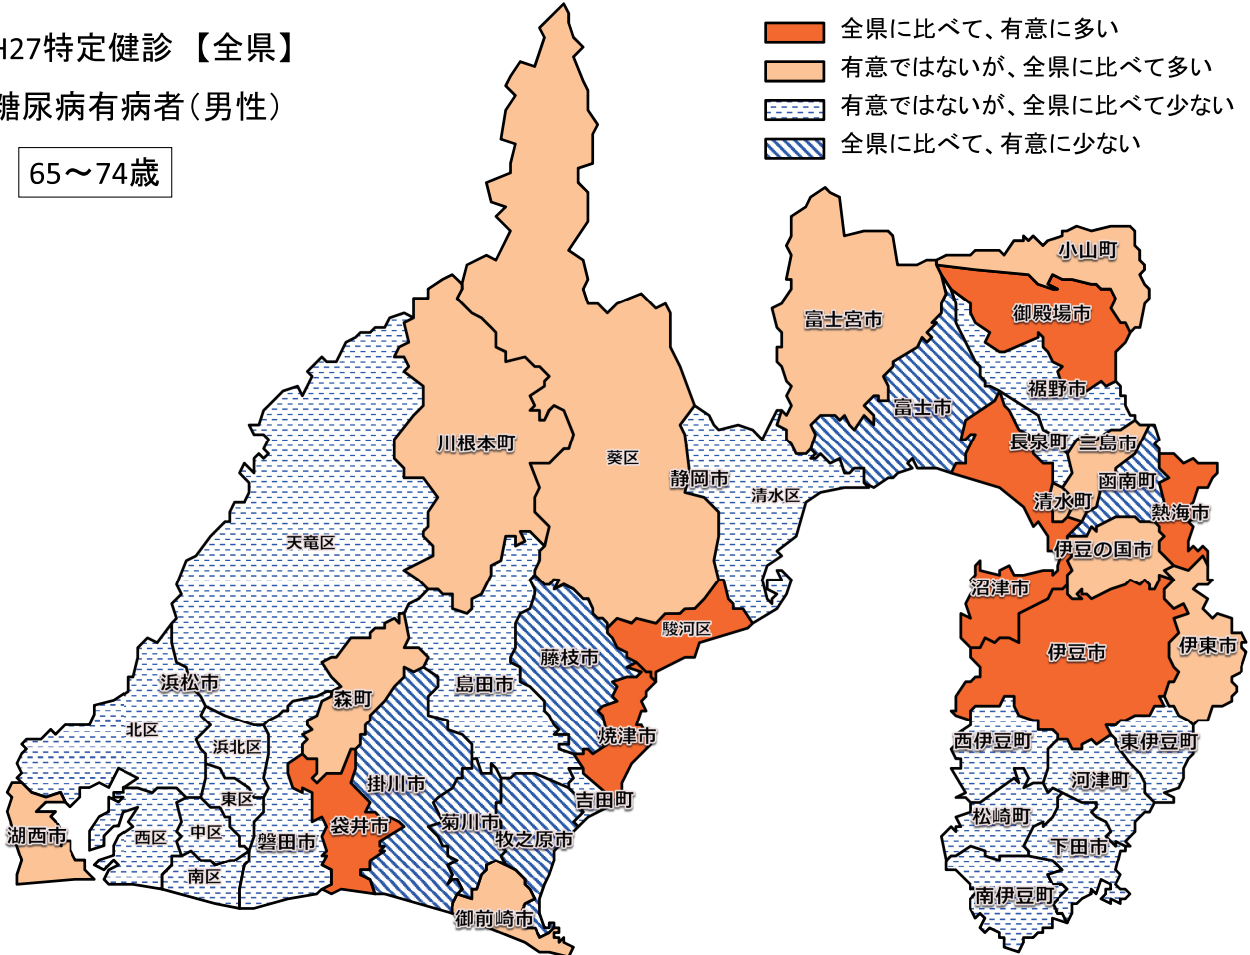 H27特定健診 【全県】
糖尿病有病者（男性）
65～74歳
全県に比べて、有意に多い
有意ではないが、全県に比べて多い
有意ではないが、全県に比べて少ない
全県に比べて、有意に少ない
小山町
御殿場市
富士宮市
裾野市
富士市
長泉町
三島市
川根本町
葵区
静岡市
清水区
函南町
清水町
熱海市
天竜区
伊豆の国市
沼津市
駿河区
伊東市
伊豆市
藤枝市
浜松市
島田市
森町
北区
浜北区
焼津市
西伊豆町
東伊豆町
掛川市
河津町
東区
吉田町
湖西市
西区
中区
磐田市
袋井市
菊川市
牧之原市
松崎町
下田市
南区
南伊豆町
御前崎市